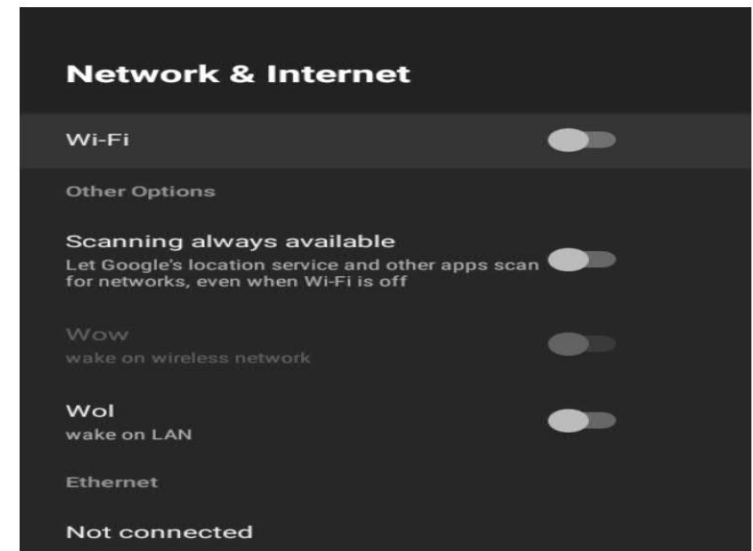 Network & Internet
Wi-Fi
Other Options
Scanning always available
Let Google's location service and other apps scan
for networks, even when Wi-Fi is off
Wow
wake on wireless network
Wol
wake on LAN
Ethernet
Not connected